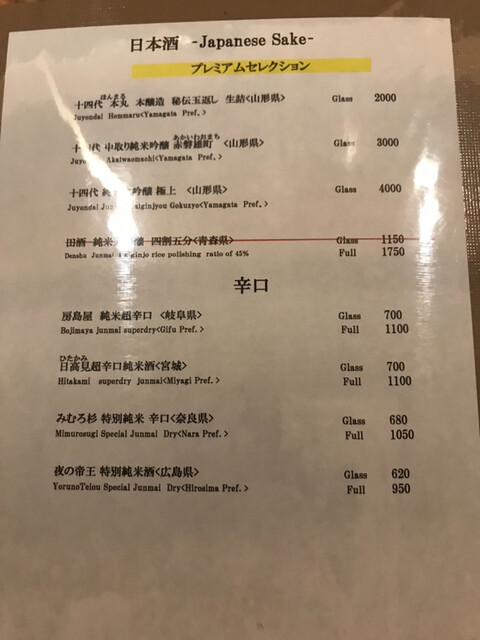 日本酒 -Japanese Sake-
プレミアムセレクション
ほんまる
十四代 本丸 本醸造 秘伝玉返し 生詰<山形県> Glass 2000
Juyondai Hommaru<Yamagata Pref.>
あかいわおまち
十四代 中取り純米吟醸 赤磐雄町 <山形県> Glass 3000
Akaiwaomachi<Yamagata Pref.>
十四代 吟醸 極上 <山形県> Glass 4000
Juyondai Gokuzyo<Yamagata Pref.>
田酒 純米 四割五分<青森県> Glass 1150
Denshu rice polishing ratio of 45% Full 1750
辛口
房島屋 純米超辛口 <岐阜県> Glass 700
Bojimaya junmai superdry<Gifu Pref.> Full 1100
ひたかみ
日高見超辛口純米酒<宮城> Glass 700
Hitakami superdry junmai<Miyagi Pref.> Full 1100
みむろ杉 特別純米 辛口<奈良県> Glass 680
Mimurosugi Special Junmai Dry<Nara Pref.> Full 1050
夜の帝王 特別純米酒<広島県> Glass 620
YorunoTeiou Special Junmai Dry<Hirosima Pref.> Full 950